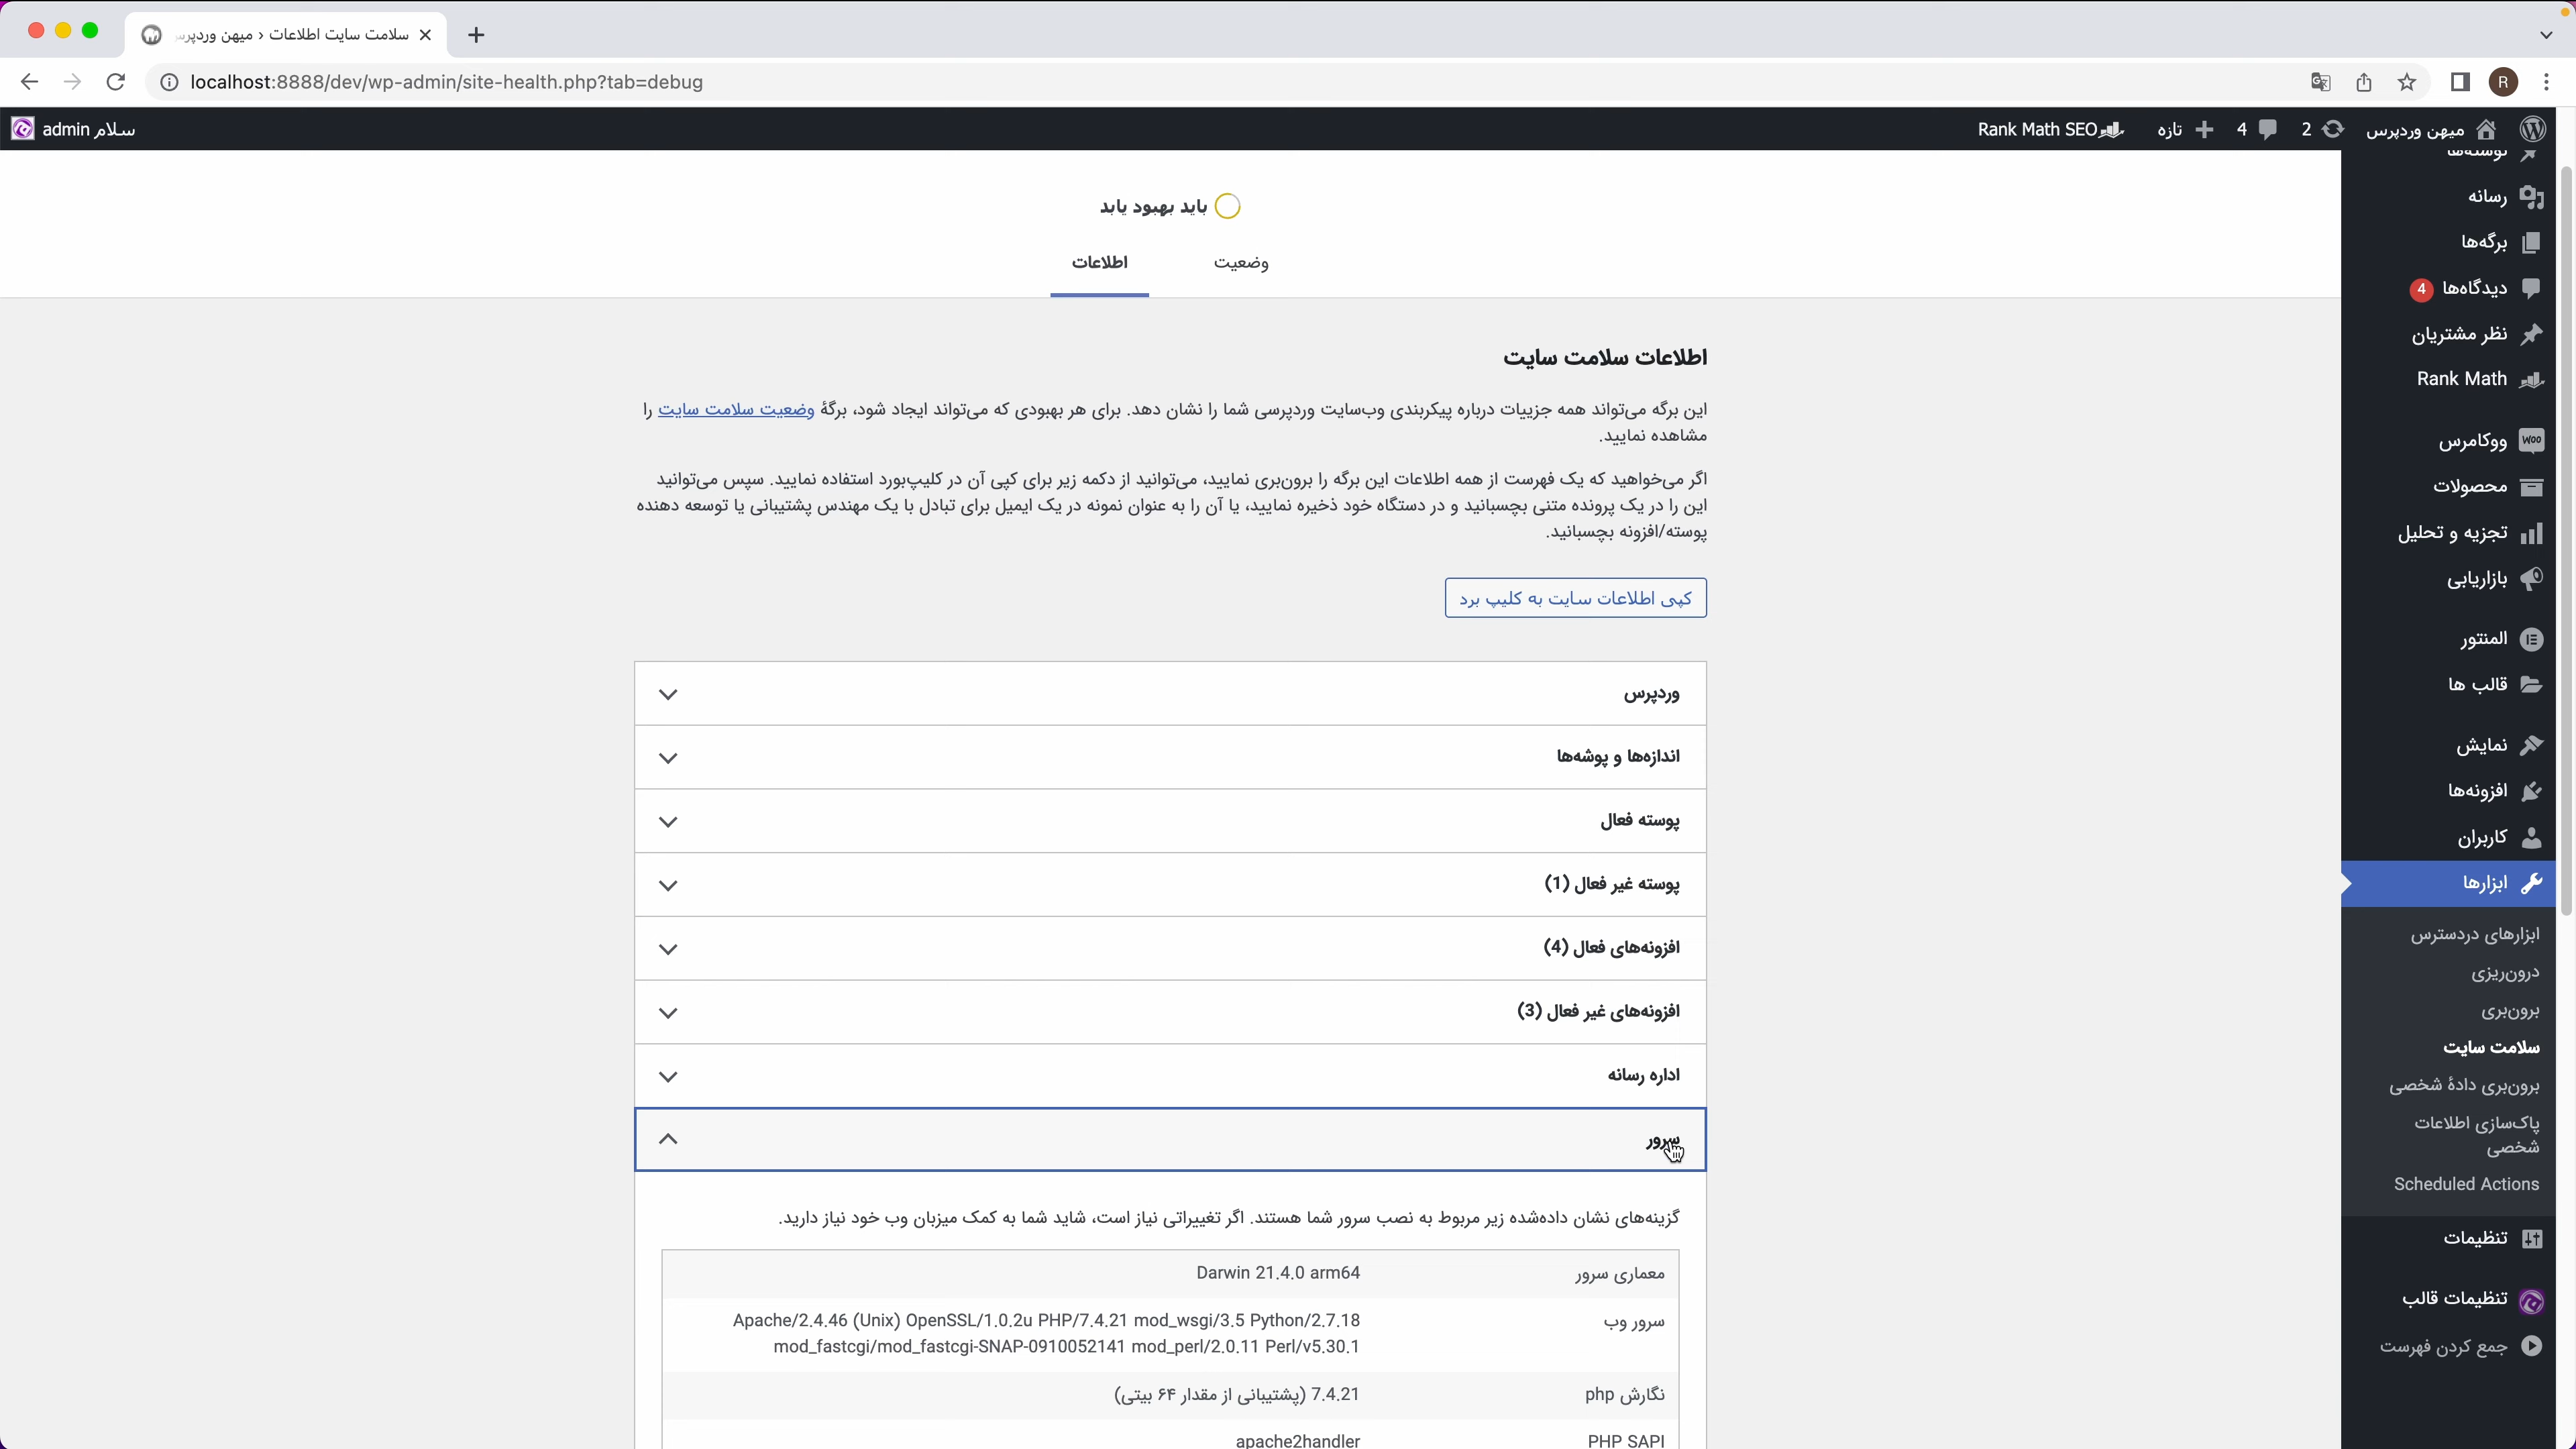 سلامت سایت اطلاعات ‹ میهن وردپرس
localhost:8888/dev/wp-admin/site-health.php?tab=debug
R
میهن وردپرس
2
4
تازه
Rank Math SEO
سلام admin
نوشته‌ها
رسانه
برگه‌ها
دیدگاه‌ها 4
نظر مشتریان
Rank Math
ووکامرس
محصولات
تجزیه و تحلیل
بازاریابی
المنتور
قالب ها
نمایش
افزونه‌ها
کاربران
ابزارها
ابزارهای دردسترس
درون‌ریزی
برون‌بری
سلامت سایت
برون‌بری دادهٔ شخصی
پاک‌سازی اطلاعات
شخصی
Scheduled Actions
تنظیمات
تنظیمات قالب
جمع کردن فهرست
باید بهبود یابد
وضعیت
اطلاعات
اطلاعات سلامت سایت
این برگه می‌تواند همه جزییات درباره پیکربندی وب‌سایت وردپرسی شما را نشان دهد. برای هر بهبودی که می‌تواند ایجاد شود، برگهٔ وضعیت سلامت سایت را
مشاهده نمایید.
اگر می‌خواهید که یک فهرست از همه اطلاعات این برگه را برون‌بری نمایید، می‌توانید از دکمه زیر برای کپی آن در کلیپ‌بورد استفاده نمایید. سپس می‌توانید
این را در یک پرونده متنی بچسبانید و در دستگاه خود ذخیره نمایید، یا آن را به عنوان نمونه در یک ایمیل برای تبادل با یک مهندس پشتیبانی یا توسعه دهنده
پوسته/افزونه بچسبانید.
کپی اطلاعات سایت به کلیپ برد
وردپرس
اندازه‌ها و پوشه‌ها
پوسته فعال
پوسته غیر فعال (1)
افزونه‌های فعال (4)
افزونه‌های غیر فعال (3)
اداره رسانه
سرور
گزینه‌های نشان داده‌شده زیر مربوط به نصب سرور شما هستند. اگر تغییراتی نیاز است، شاید شما به کمک میزبان وب خود نیاز دارید.
معماری سرور Darwin 21.4.0 arm64
سرور وب Apache/2.4.46 (Unix) OpenSSL/1.0.2u PHP/7.4.21 mod_wsgi/3.5 Python/2.7.18
mod_fastcgi/mod_fastcgi-SNAP-0910052141 mod_perl/2.0.11 Perl/v5.30.1
نگارش php 7.4.21 (پشتیبانی از مقدار ۶۴ بیتی)
PHP SAPI apache2handler